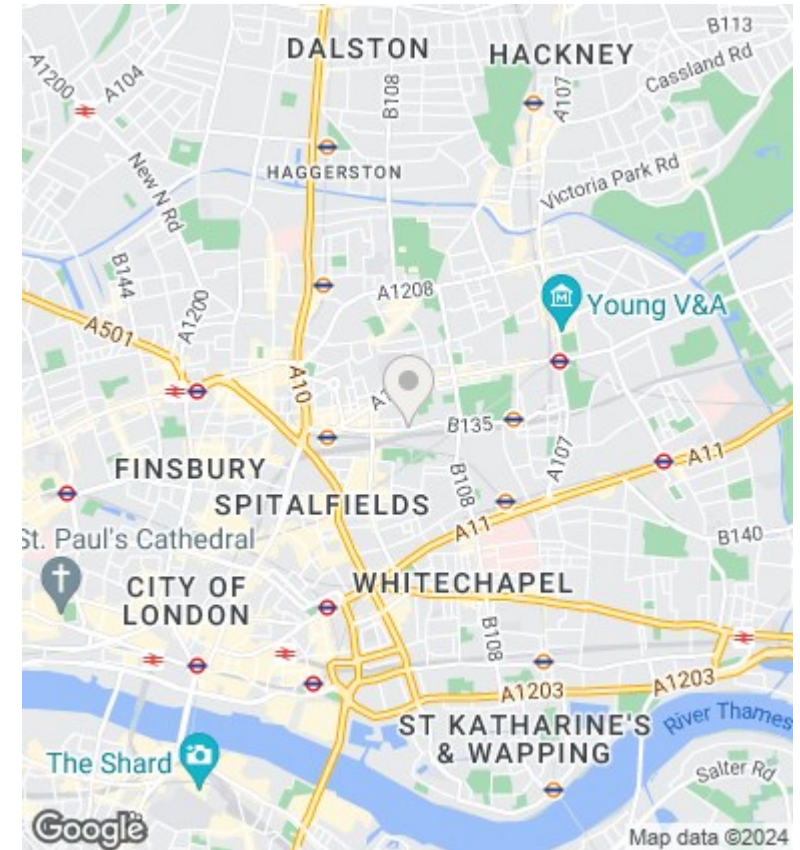 DALSTON
HACKNEY
B113
A1200
A104
B108
A107
Cassland Rd
New N Rd
HAGGERSTON
Victoria Park Rd
B144
A1200
A1208
Young V&A
A501
A10
B135
A107
FINSBURY
SPITALFIELDS
B108
A11
A11
B140
St. Paul's Cathedral
CITY OF
LONDON
WHITECHAPEL
B108
A1203
A1203
ST KATHARINE'S
& WAPPING
River Thames
The Shard
Salter Rd
Google
Map data ©2024